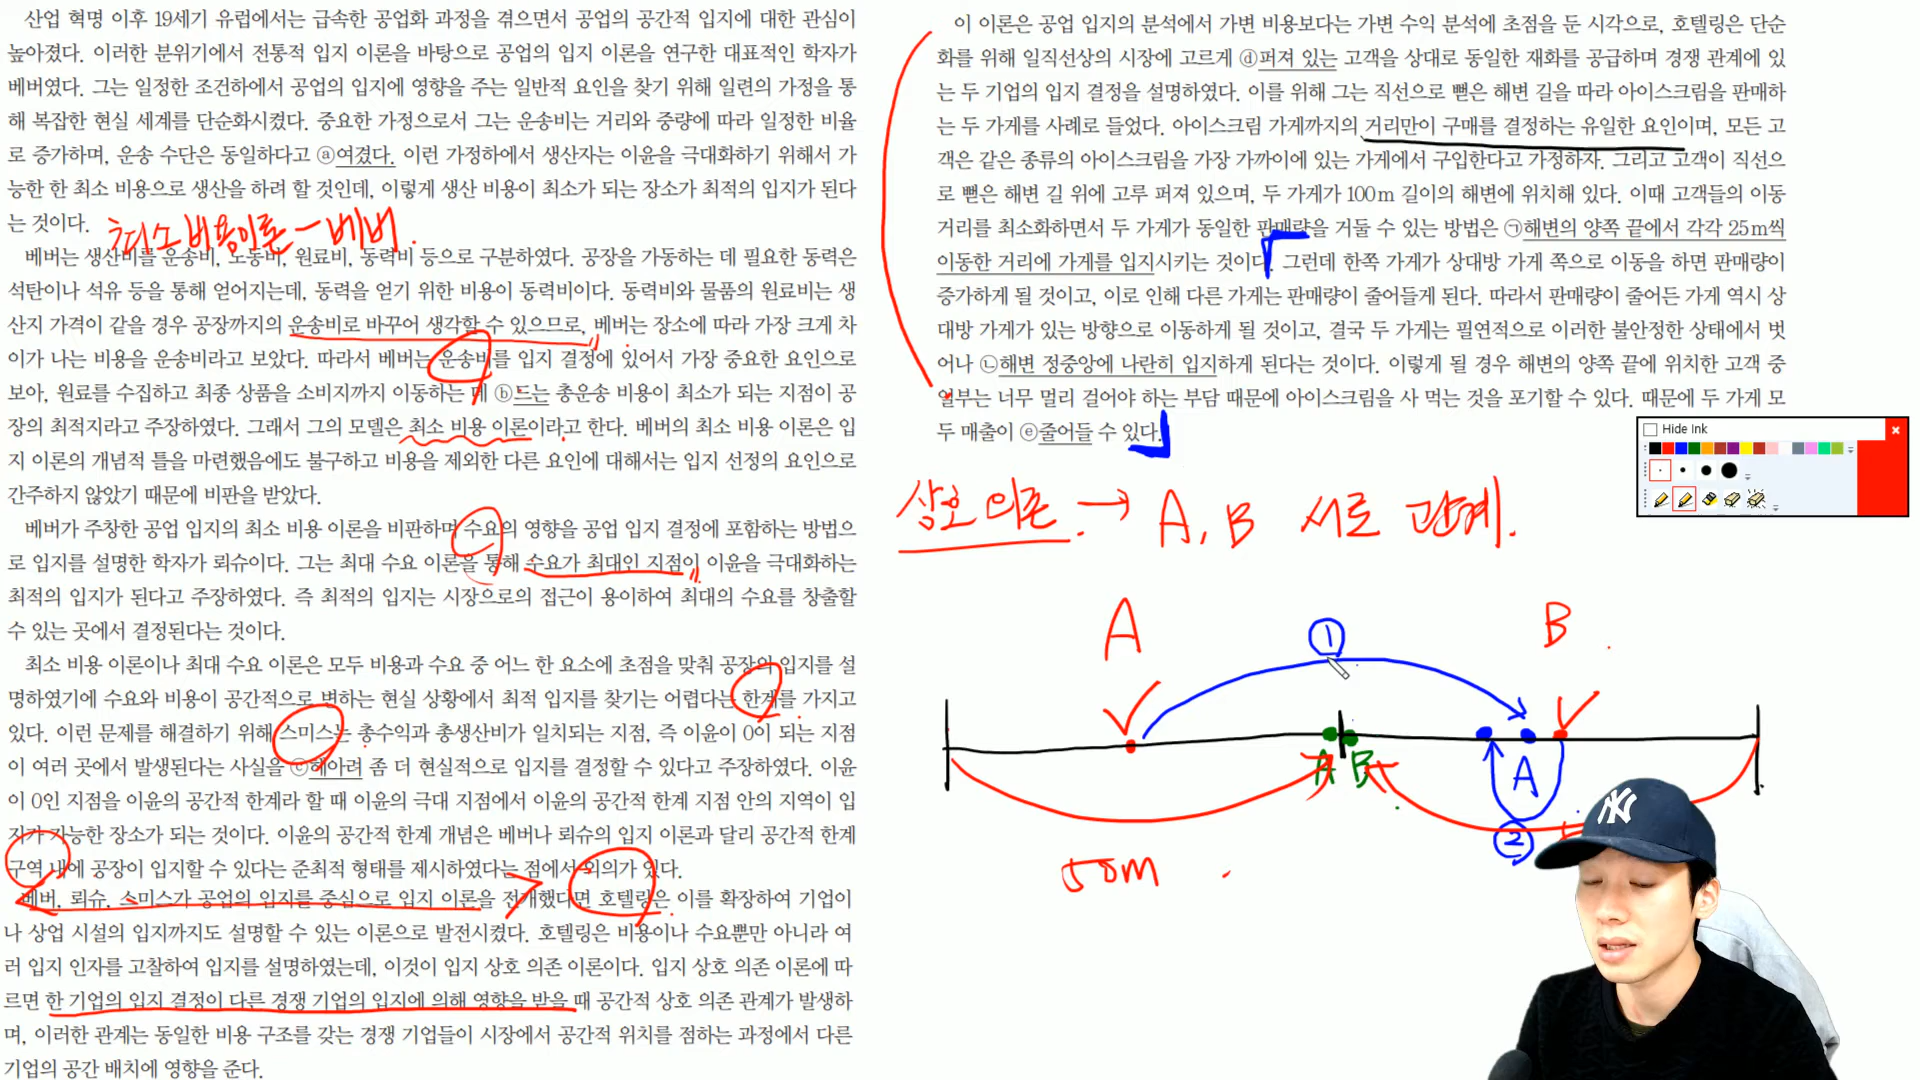 산업 혁명 이후 19세기 유럽에서는 급속한 공업화 과정을 겪으면서 공업의 공간적 입지에 대한 관심이
높아졌다. 이러한 분위기에서 전통적 입지 이론을 바탕으로 공업의 입지 이론을 연구한 대표적인 학자가
베버였다. 그는 일정한 조건하에서 공업의 입지에 영향을 주는 일반적 요인을 찾기 위해 일련의 가정을 통
해 복잡한 현실 세계를 단순화시켰다. 중요한 가정으로서 그는 운송비는 거리와 중량에 따라 일정한 비율
로 증가하며, 운송 수단은 동일하다고 ⓐ여겼다. 이런 가정하에서 생산자는 이윤을 극대화하기 위해서 가
능한 한 최소 비용으로 생산을 하려 할 것인데, 이렇게 생산 비용이 최소가 되는 장소가 최적의 입지가 된다
는 것이다.
최소비용이론-베버.
베버는 생산비를 운송비, 노동비, 원료비, 동력비 등으로 구분하였다. 공장을 가동하는 데 필요한 동력은
석탄이나 석유 등을 통해 얻어지는데, 동력을 얻기 위한 비용이 동력비이다. 동력비와 물품의 원료비는 생
산지 가격이 같을 경우 공장까지의 운송비로 바꾸어 생각할 수 있으므로, 베버는 장소에 따라 가장 크게 차
이가 나는 비용을 운송비라고 보았다. 따라서 베버는 운송비를 입지 결정에 있어서 가장 중요한 요인으로
보아, 원료를 수집하고 최종 상품을 소비지까지 이동하는 데 ⓑ드는 총운송 비용이 최소가 되는 지점이 공
장의 최적지라고 주장하였다. 그래서 그의 모델은 최소 비용 이론이라고 한다. 베버의 최소 비용 이론은 입
지 이론의 개념적 틀을 마련했음에도 불구하고 비용을 제외한 다른 요인에 대해서는 입지 선정의 요인으로
간주하지 않았기 때문에 비판을 받았다.
베버가 주창한 공업 입지의 최소 비용 이론을 비판하며 수요의 영향을 공업 입지 결정에 포함하는 방법으
로 입지를 설명한 학자가 뢰슈이다. 그는 최대 수요 이론을 통해 수요가 최대인 지점이 이윤을 극대화하는
최적의 입지가 된다고 주장하였다. 즉 최적의 입지는 시장으로의 접근이 용이하여 최대의 수요를 창출할
수 있는 곳에서 결정된다는 것이다.
최소 비용 이론이나 최대 수요 이론은 모두 비용과 수요 중 어느 한 요소에 초점을 맞춰 공장의 입지를 설
명하였기에 수요와 비용이 공간적으로 변하는 현실 상황에서 최적 입지를 찾기는 어렵다는 한계를 가지고
있다. 이런 문제를 해결하기 위해 스미스는 총수익과 총생산비가 일치되는 지점, 즉 이윤이 0이 되는 지점
이 여러 곳에서 발생된다는 사실을 ⓒ헤아려 좀 더 현실적으로 입지를 결정할 수 있다고 주장하였다. 이윤
이 0인 지점을 이윤의 공간적 한계라 할 때 이윤의 극대 지점에서 이윤의 공간적 한계 지점 안의 지역이 입
지가 가능한 장소가 되는 것이다. 이윤의 공간적 한계 개념은 베버나 뢰슈의 입지 이론과 달리 공간적 한계
구역 내에 공장이 입지할 수 있다는 준최적 형태를 제시하였다는 점에서 의의가 있다.
베버, 뢰슈, 스미스가 공업의 입지를 중심으로 입지 이론을 전개했다면 호텔링은 이를 확장하여 기업이
나 상업 시설의 입지까지도 설명할 수 있는 이론으로 발전시켰다. 호텔링은 비용이나 수요뿐만 아니라 여
러 입지 인자를 고찰하여 입지를 설명하였는데, 이것이 입지 상호 의존 이론이다. 입지 상호 의존 이론에 따
르면 한 기업의 입지 결정이 다른 경쟁 기업의 입지에 의해 영향을 받을 때 공간적 상호 의존 관계가 발생하
며, 이러한 관계는 동일한 비용 구조를 갖는 경쟁 기업들이 시장에서 공간적 위치를 점하는 과정에서 다른
기업의 공간 배치에 영향을 준다.
이 이론은 공업 입지의 분석에서 가변 비용보다는 가변 수익 분석에 초점을 둔 시각으로, 호텔링은 단순
화를 위해 일직선상의 시장에 고르게 ⓓ퍼져 있는 고객을 상대로 동일한 재화를 공급하며 경쟁 관계에 있
는 두 기업의 입지 결정을 설명하였다. 이를 위해 그는 직선으로 뻗은 해변 길을 따라 아이스크림을 판매하
는 두 가게를 사례로 들었다. 아이스크림 가게까지의 거리만이 구매를 결정하는 유일한 요인이며, 모든 고
객은 같은 종류의 아이스크림을 가장 가까이에 있는 가게에서 구입한다고 가정하자. 그리고 고객이 직선으
로 뻗은 해변 길 위에 고루 퍼져 있으며, 두 가게가 100m 길이의 해변에 위치해 있다. 이때 고객들의 이동
거리를 최소화하면서 두 가게가 동일한 판매량을 거둘 수 있는 방법은 ㉠해변의 양쪽 끝에서 각각 25m씩
이동한 거리에 가게를 입지시키는 것이다. 그런데 한쪽 가게가 상대방 가게 쪽으로 이동을 하면 판매량이
증가하게 될 것이고, 이로 인해 다른 가게는 판매량이 줄어들게 된다. 따라서 판매량이 줄어든 가게 역시 상
대방 가게가 있는 방향으로 이동하게 될 것이고, 결국 두 가게는 필연적으로 이러한 불안정한 상태에서 벗
어나 ㉡해변 정중앙에 나란히 입지하게 된다는 것이다. 이렇게 될 경우 해변의 양쪽 끝에 위치한 고객 중
일부는 너무 멀리 걸어야 하는 부담 때문에 아이스크림을 사 먹는 것을 포기할 수 있다. 때문에 두 가게 모
두 매출이 ⓔ줄어들 수 있다.
Hide Ink
상호 의존. → A, B 서로 관계.
A ① B
A B A
②
50m
NY